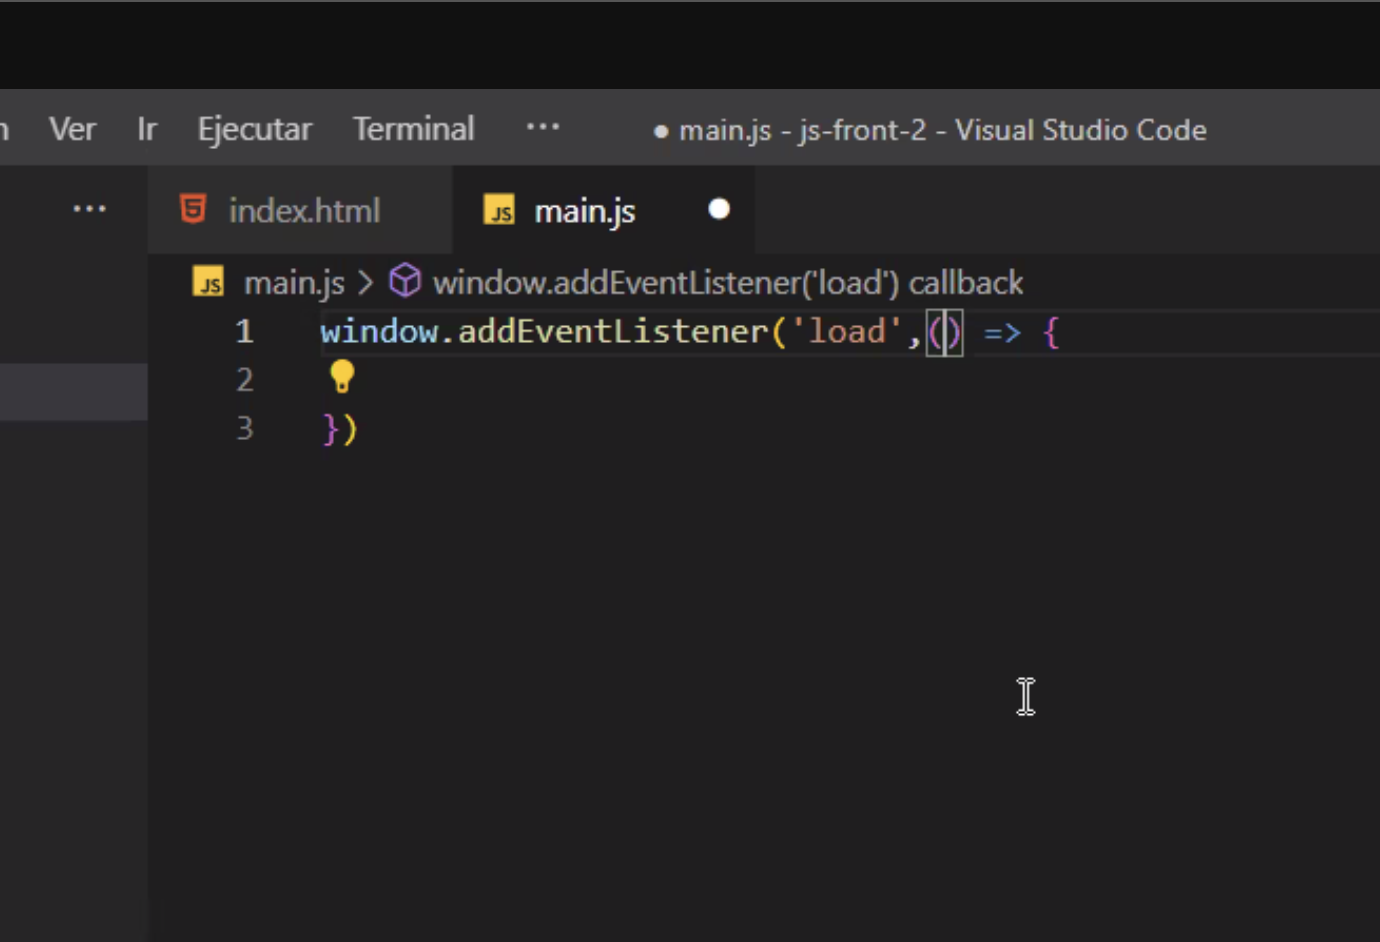 Ver Ir Ejecutar Terminal ··· ● main.js - js-front-2 - Visual Studio Code
··· index.html JS main.js ●
JS main.js > window.addEventListener('load') callback
1 window.addEventListener('load',() => {
2
3 })